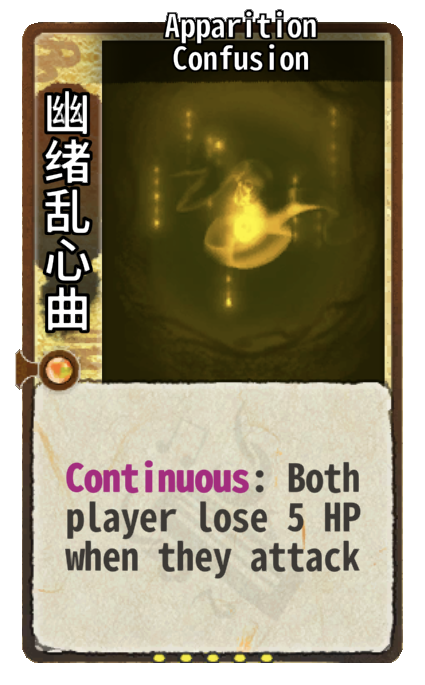 Apparition
Confusion
幽绪乱心曲
Continuous: Both
player lose 5 HP
when they attack